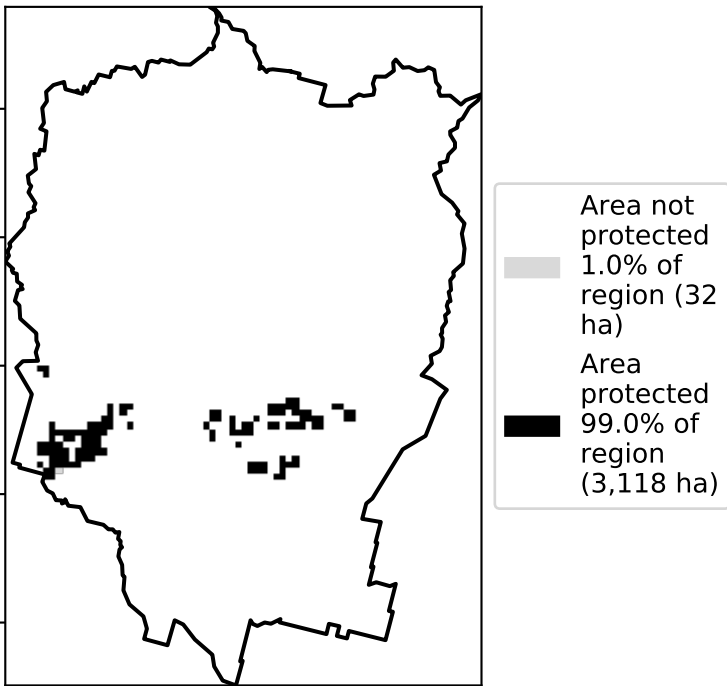 Area not
protected
1.0% of
region (32
ha)
Area
protected
99.0% of
region
(3,118 ha)